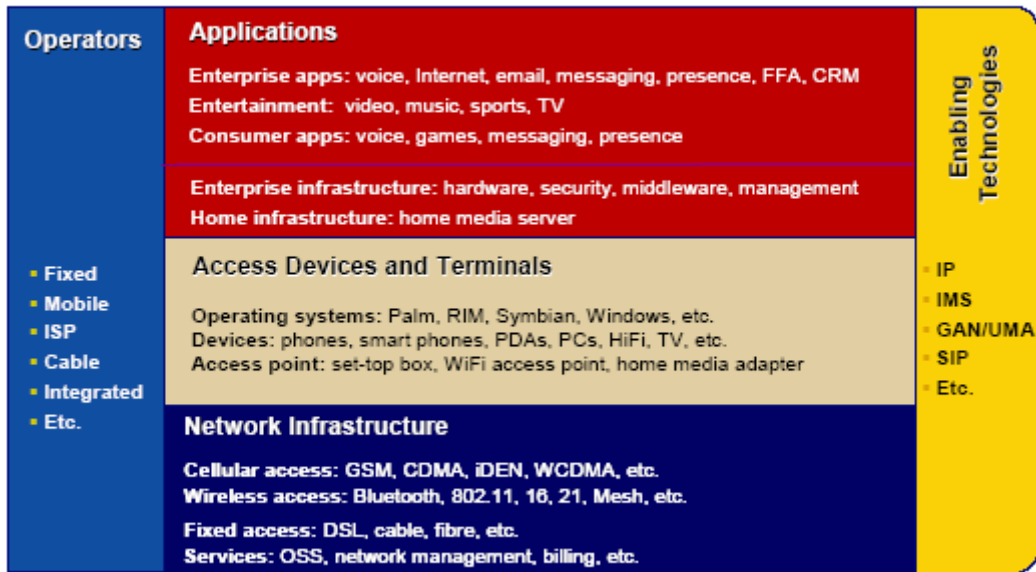 Operators
Fixed
Mobile
ISP
Cable
Integrated
Etc.
Applications
Enterprise apps: voice, Internet, email, messaging, presence, FFA, CRM
Entertainment: video, music, sports, TV
Consumer apps: voice, games, messaging, presence
Enterprise infrastructure: hardware, security, middleware, management
Home infrastructure: home media server
Access Devices and Terminals
Operating systems: Palm, RIM, Symbian, Windows, etc.
Devices: phones, smart phones, PDAs, PCs, HiFi, TV, etc.
Access point: set-top box, WiFi access point, home media adapter
Network Infrastructure
Cellular access: GSM, CDMA, iDEN, WCDMA, etc.
Wireless access: Bluetooth, 802.11, 16, 21, Mesh, etc.
Fixed access: DSL, cable, fibre, etc.
Services: OSS, network management, billing, etc.
Enabling
Technologies
IP
IMS
GAN/UMA
SIP
Etc.